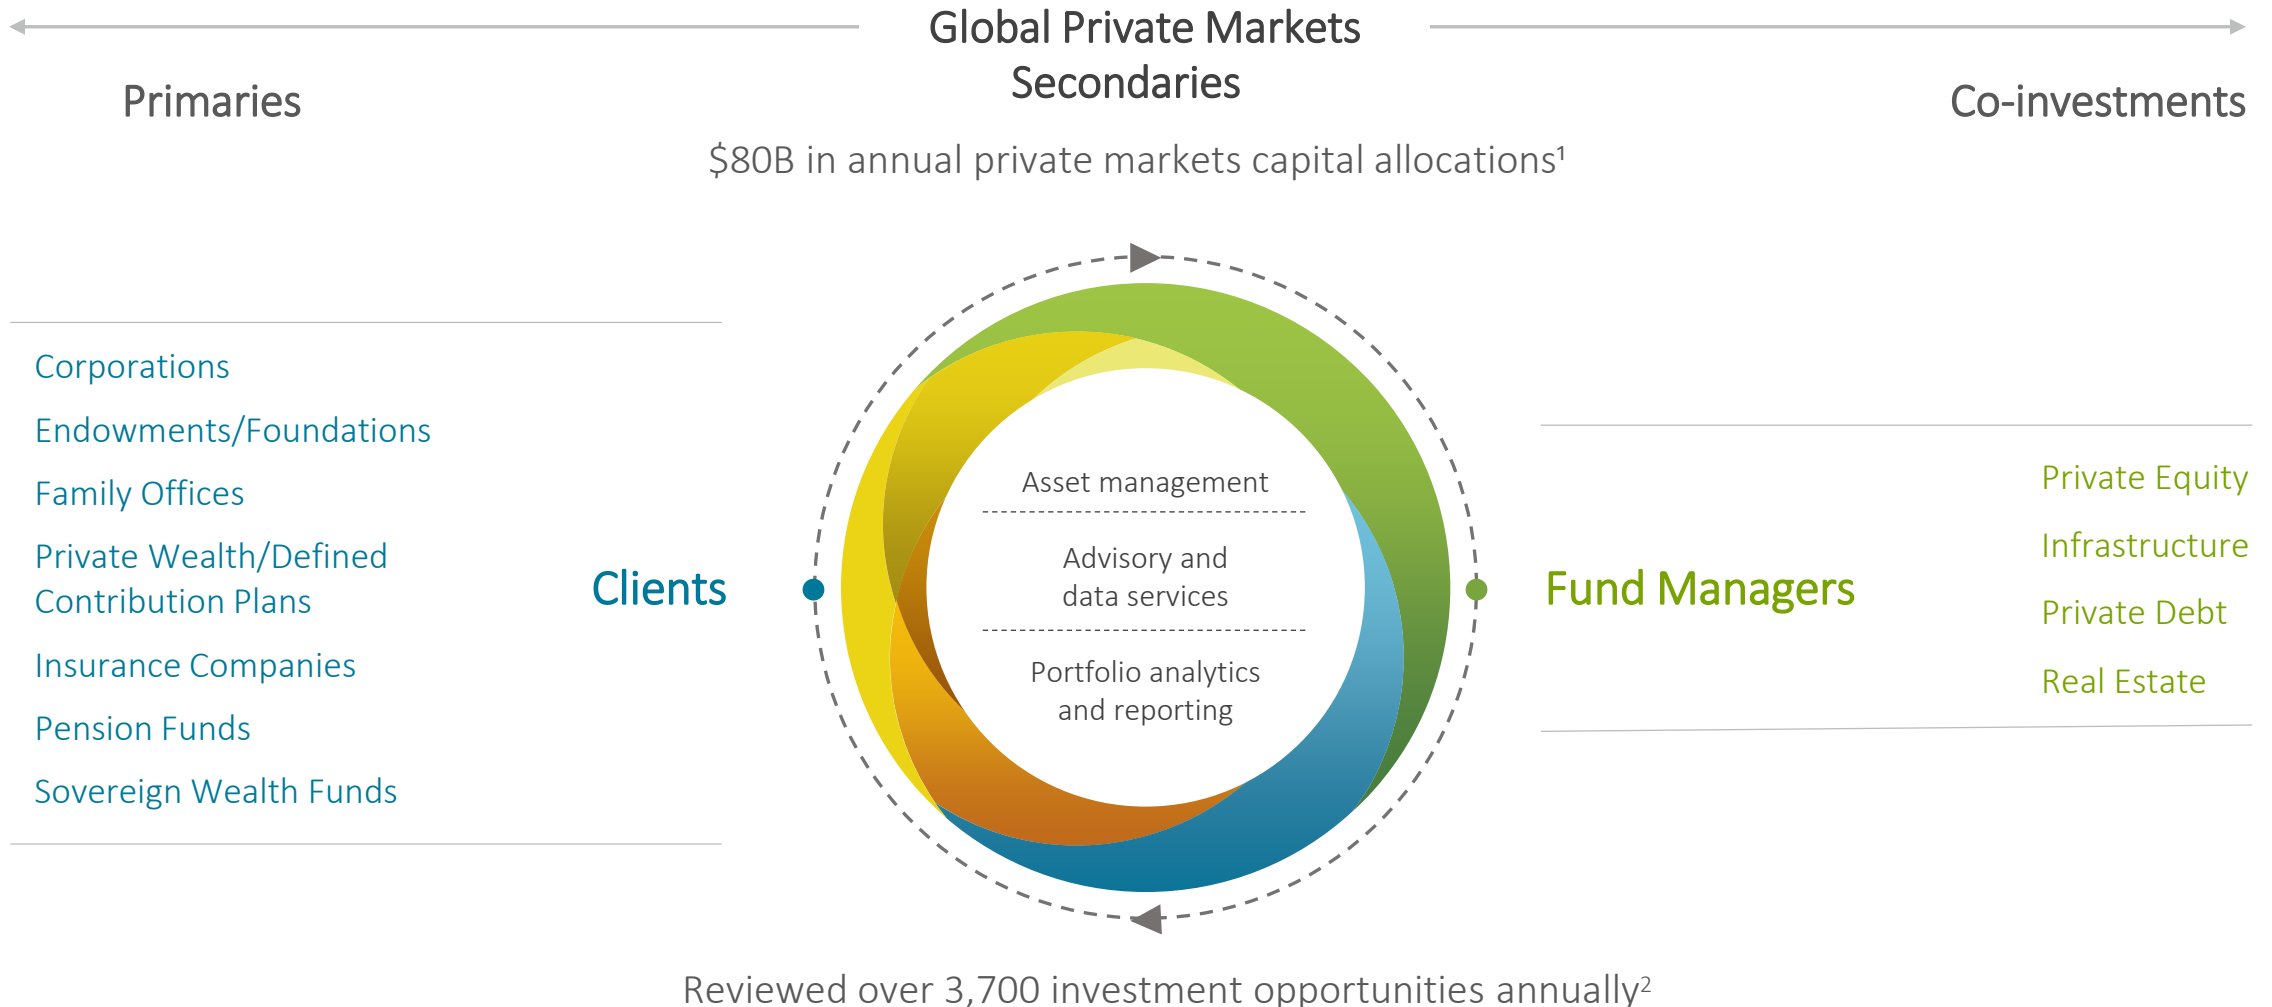 Global Private Markets
Primaries
Secondaries
Co-investments
$80B in annual private markets capital allocations¹
Corporations
Endowments/Foundations
Family Offices
Private Wealth/Defined
Contribution Plans
Insurance Companies
Pension Funds
Sovereign Wealth Funds
Clients
Asset management
Advisory and
data services
Portfolio analytics
and reporting
Fund Managers
Private Equity
Infrastructure
Private Debt
Real Estate
Reviewed over 3,700 investment opportunities annually²